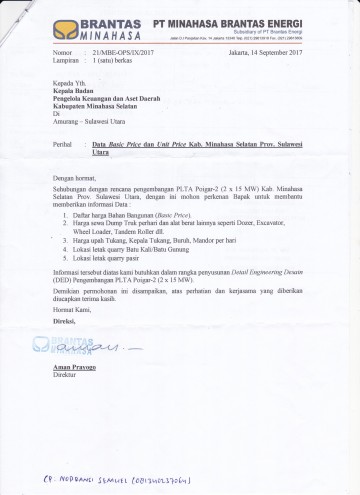 BRANTAS
MINAHASA
PT MINAHASA BRANTAS ENERGI
Subsidiary of PT Brantas Energi
Nomor : 21/MBE-OPS/IX/2017 Jakarta, 14 September 2017
Lampiran : 1 (satu) berkas
Kepada Yth.
Kepala Badan
Pengelola Keuangan dan Aset Daerah
Kabupaten Minahasa Selatan
Di
Amurang – Sulawesi Utara
Perihal : Data Basic Price dan Unit Price Kab. Minahasa Selatan Prov. Sulawesi
Utara
Dengan hormat,
Sehubungan dengan rencana pengembangan PLTA Poigar-2 (2 x 15 MW) Kab. Minahasa
Selatan Prov. Sulawesi Utara, dengan ini mohon perkenan Bapak untuk membantu
memberikan informasi Data :
1. Daftar harga Bahan Bangunan (Basic Price).
2. Harga sewa Dump Truk perhari dan alat berat lainnya seperti Dozer, Excavator,
Wheel Loader, Tandem Roller dll.
3. Harga upah Tukang, Kepala Tukang, Buruh, Mandor per hari
4. Lokasi letak quarry Batu Kali/Batu Gunung
5. Lokasi letak quarry pasir
Informasi tersebut diatas kami butuhkan dalam rangka penyusunan Detail Engineering Desain
(DED) Pengembangan PLTA Poigar-2 (2 x 15 MW).
Demikian permohonan ini disampaikan, atas perhatian dan kerjasama yang diberikan
diucapkan terima kasih.
Hormat Kami,
Direksi,
BRANTAS
MINAHASA
Aman Prayogo
Direktur
CP. NOPRANSI SEMUEL (081340237064)